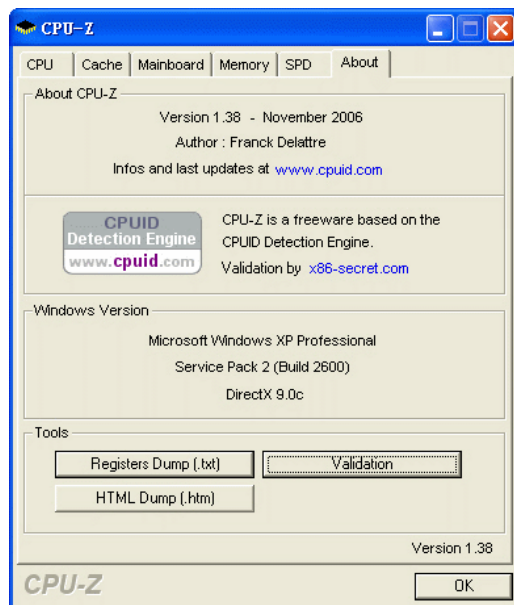 CPU-Z
CPU Cache Mainboard Memory SPD About
About CPU-Z
Version 1.38 - November 2006
Author : Franck Delattre
Infos and last updates at www.cpuid.com
CPUID
Detection Engine
www.cpuid.com
CPU-Z is a freeware based on the
CPUID Detection Engine.
Validation by x86-secret.com
Windows Version
Microsoft Windows XP Professional
Service Pack 2 (Build 2600)
DirectX 9.0c
Tools
Registers Dump (.txt) Validation
HTML Dump (.htm)
Version 1.38
CPU-Z OK